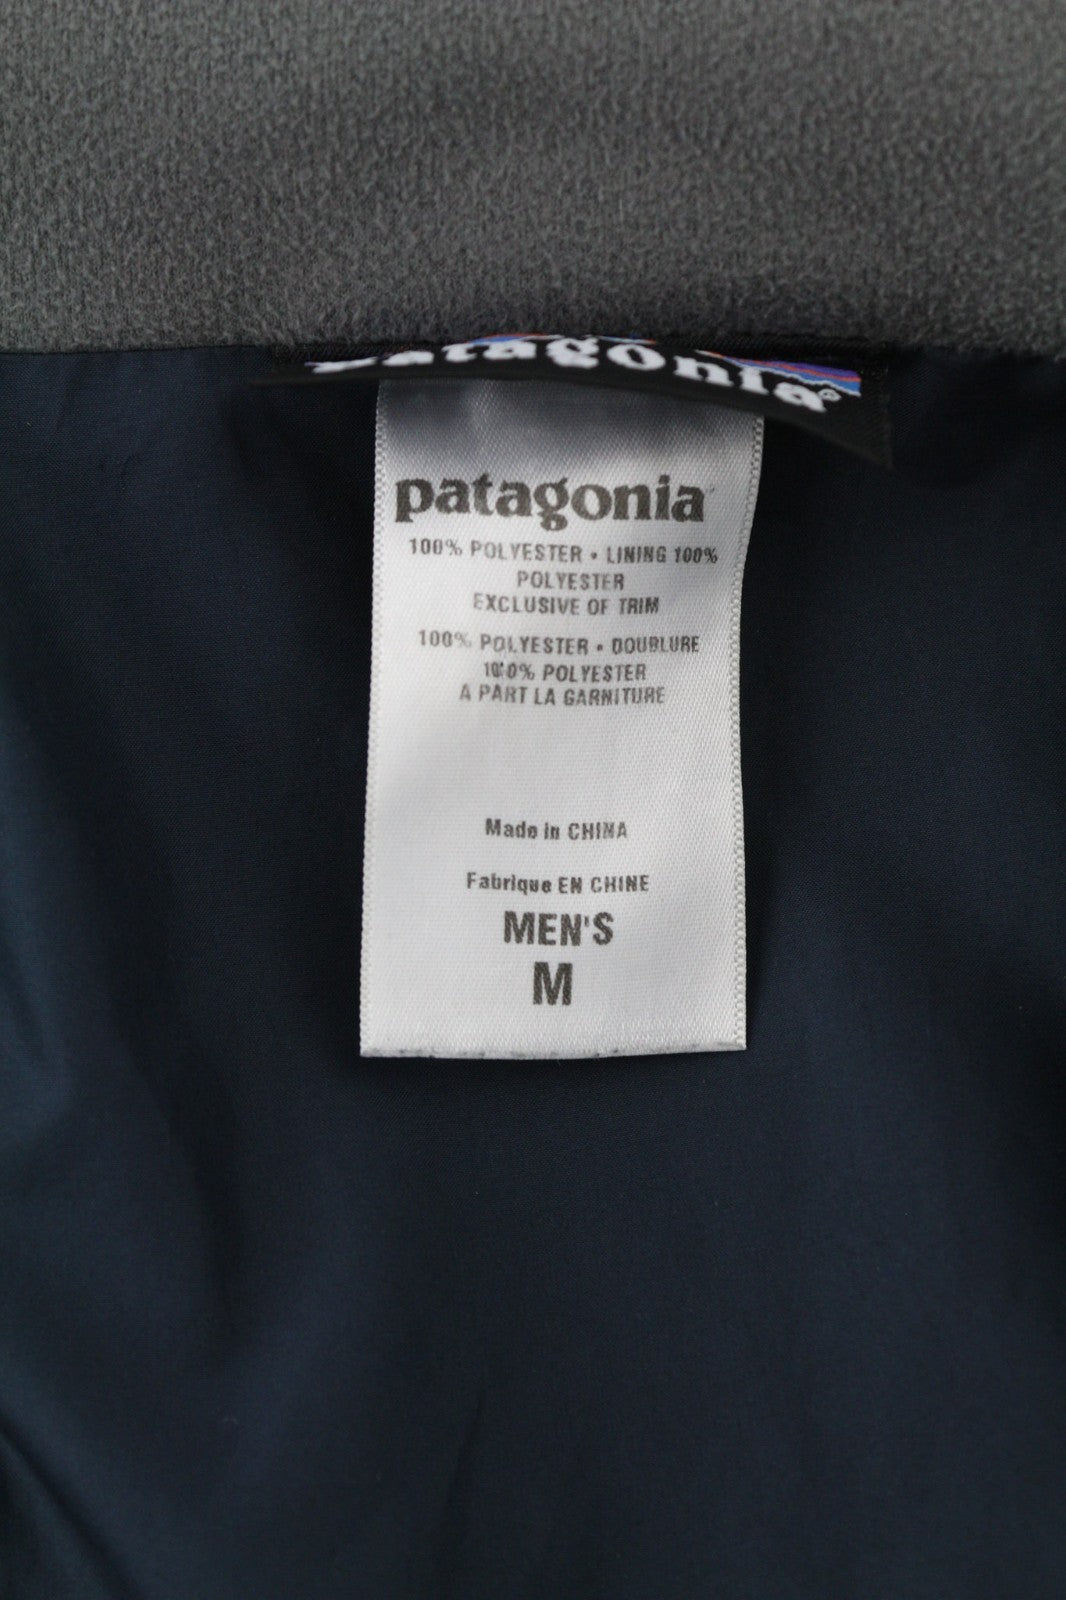 patagonia®
patagonia
100% POLYESTER • LINING 100%
POLYESTER
EXCLUSIVE OF TRIM
100% POLYESTER • DOUBLURE
100% POLYESTER
A PART LA GARNITURE
Made in CHINA
Fabrique EN CHINE
MEN'S
M